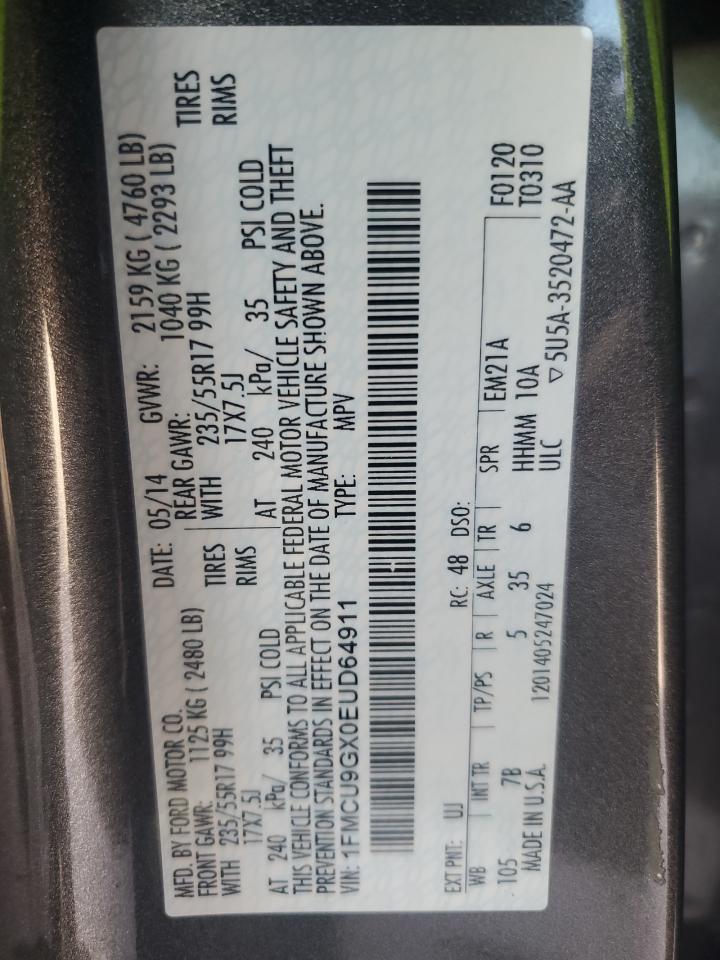 MFD. BY FORD MOTOR CO.
DATE: 05/14 GVWR: 2159 KG ( 4760 LB)
FRONT GAWR: 1125 KG ( 2480 LB)
REAR GAWR: 1040 KG ( 2293 LB)
WITH 235/55R17 99H TIRES
WITH 235/55R17 99H TIRES
17X7.5J RIMS
17X7.5J RIMS
AT 240 kPa/ 35 PSI COLD
AT 240 kPa/ 35 PSI COLD
THIS VEHICLE CONFORMS TO ALL APPLICABLE FEDERAL MOTOR VEHICLE SAFETY AND THEFT
PREVENTION STANDARDS IN EFFECT ON THE DATE OF MANUFACTURE SHOWN ABOVE.
VIN: 1FMCU9GX0EUD64911 TYPE: MPV
F0120
T0310
EXT PNT: UJ RC: 48 DSO:
WB INT TR TP/PS R AXLE TR SPR EM21A
105 7B 5 35 6 HHMM 10A
MADE IN U.S.A. 1201405247024 ULC
▽5U5A-3520472-AA